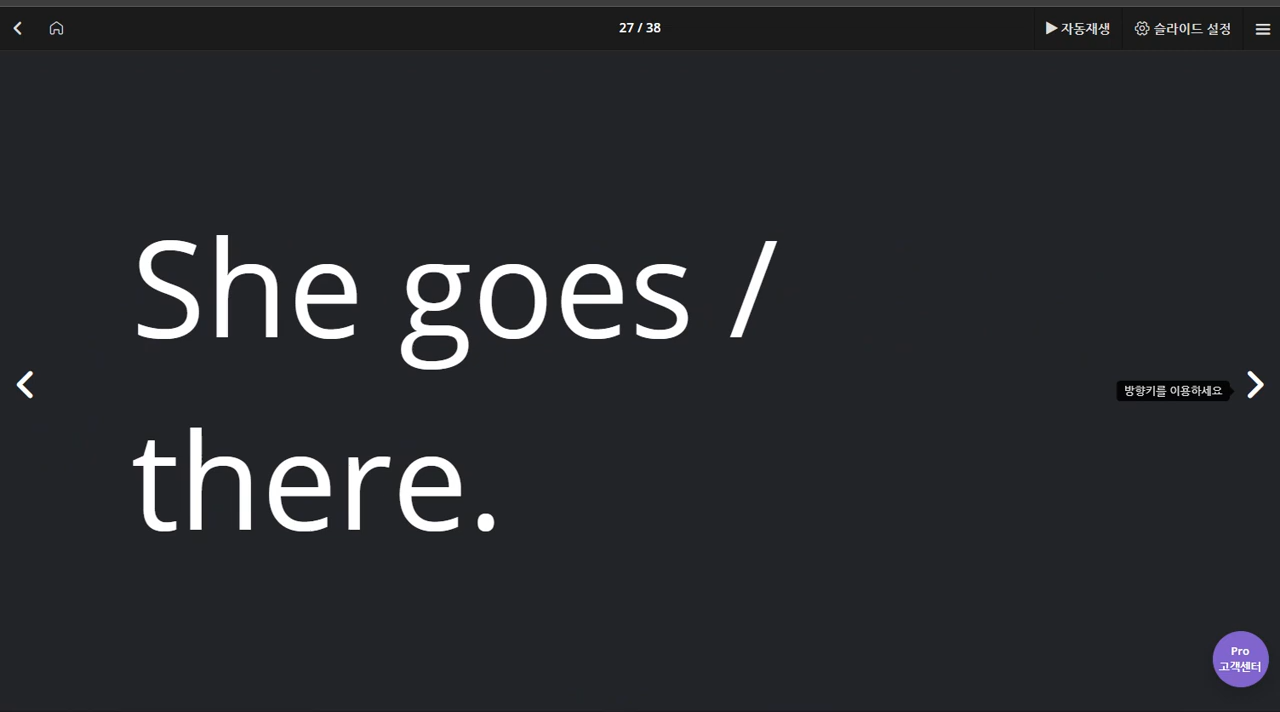 27 / 38
자동재생
슬라이드 설정
She goes /
there.
방향키를 이용하세요
Pro
고객센터